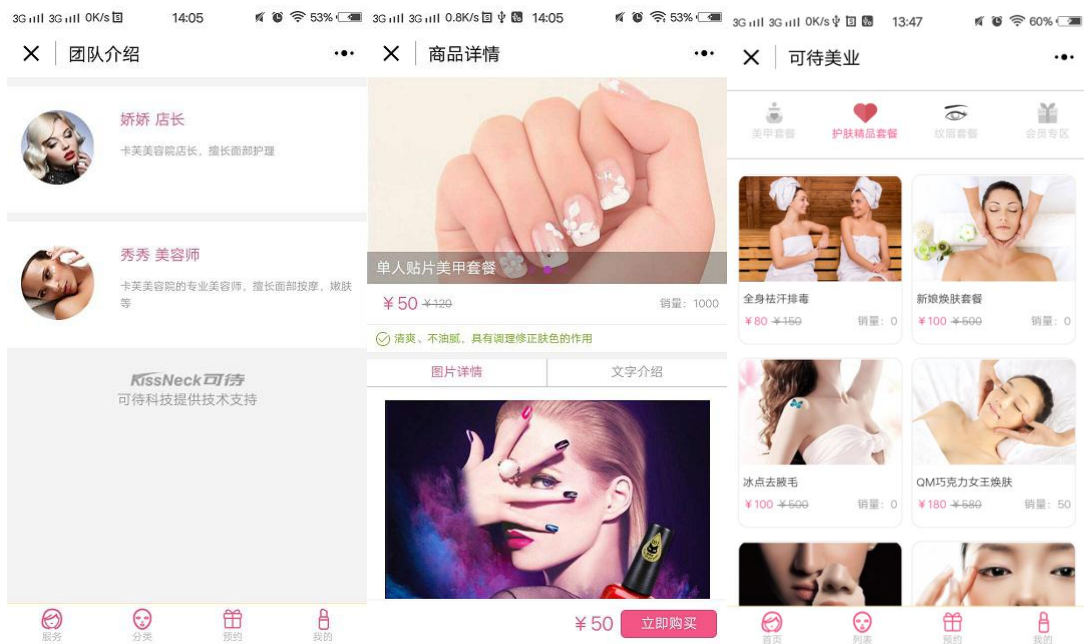 3G 3G 0K/s 14:05 53%
团队介绍
娇娇 店长
卡芙美容院店长，擅长面部护理
秀秀 美容师
卡芙美容院的专业美容师，擅长面部按摩，嫩肤
等
KissNeck可待
可待科技提供技术支持
服务 分类 预约 我的
3G 3G 0.8K/s 14:05 53%
商品详情
单人贴片美甲套餐
¥50 ¥120 销量：1000
清爽、不油腻，具有调理修正肤色的作用
图片详情 文字介绍
¥50 立即购买
3G 3G 0K/s 13:47 60%
可待美业
美甲套餐 护肤精品套餐 纹眉套餐 会员专区
全身祛汗排毒 新娘焕肤套餐
¥80 ¥150 销量：0 ¥100 ¥500 销量：0
冰点去腋毛 QM巧克力女王焕肤
¥100 ¥500 销量：0 ¥180 ¥580 销量：50
首页 列表 预约 我的